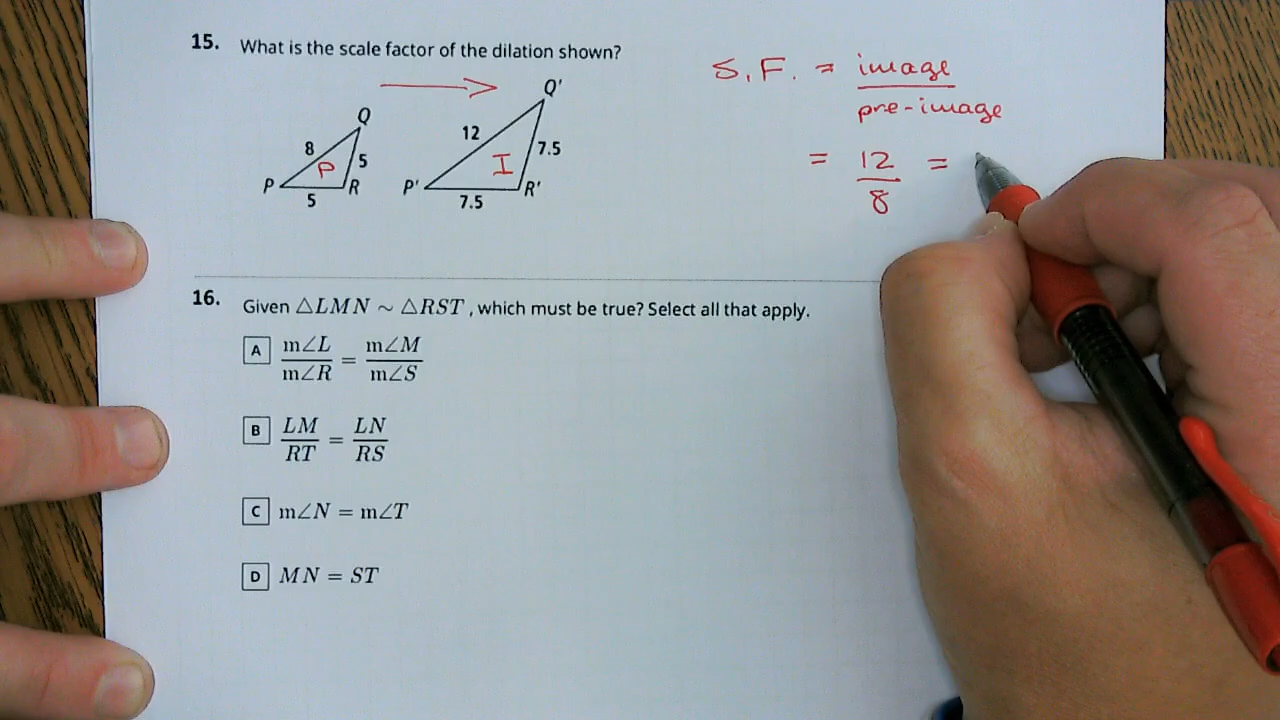 15. What is the scale factor of the dilation shown?
S.F. = image / pre-image
= 12/8 =
Q
8
P
5
P
R
5
Q'
12
I
7.5
P'
R'
7.5
16. Given △LMN ~ △RST, which must be true? Select all that apply.
A m∠L / m∠R = m∠M / m∠S
B LM / RT = LN / RS
C m∠N = m∠T
D MN = ST